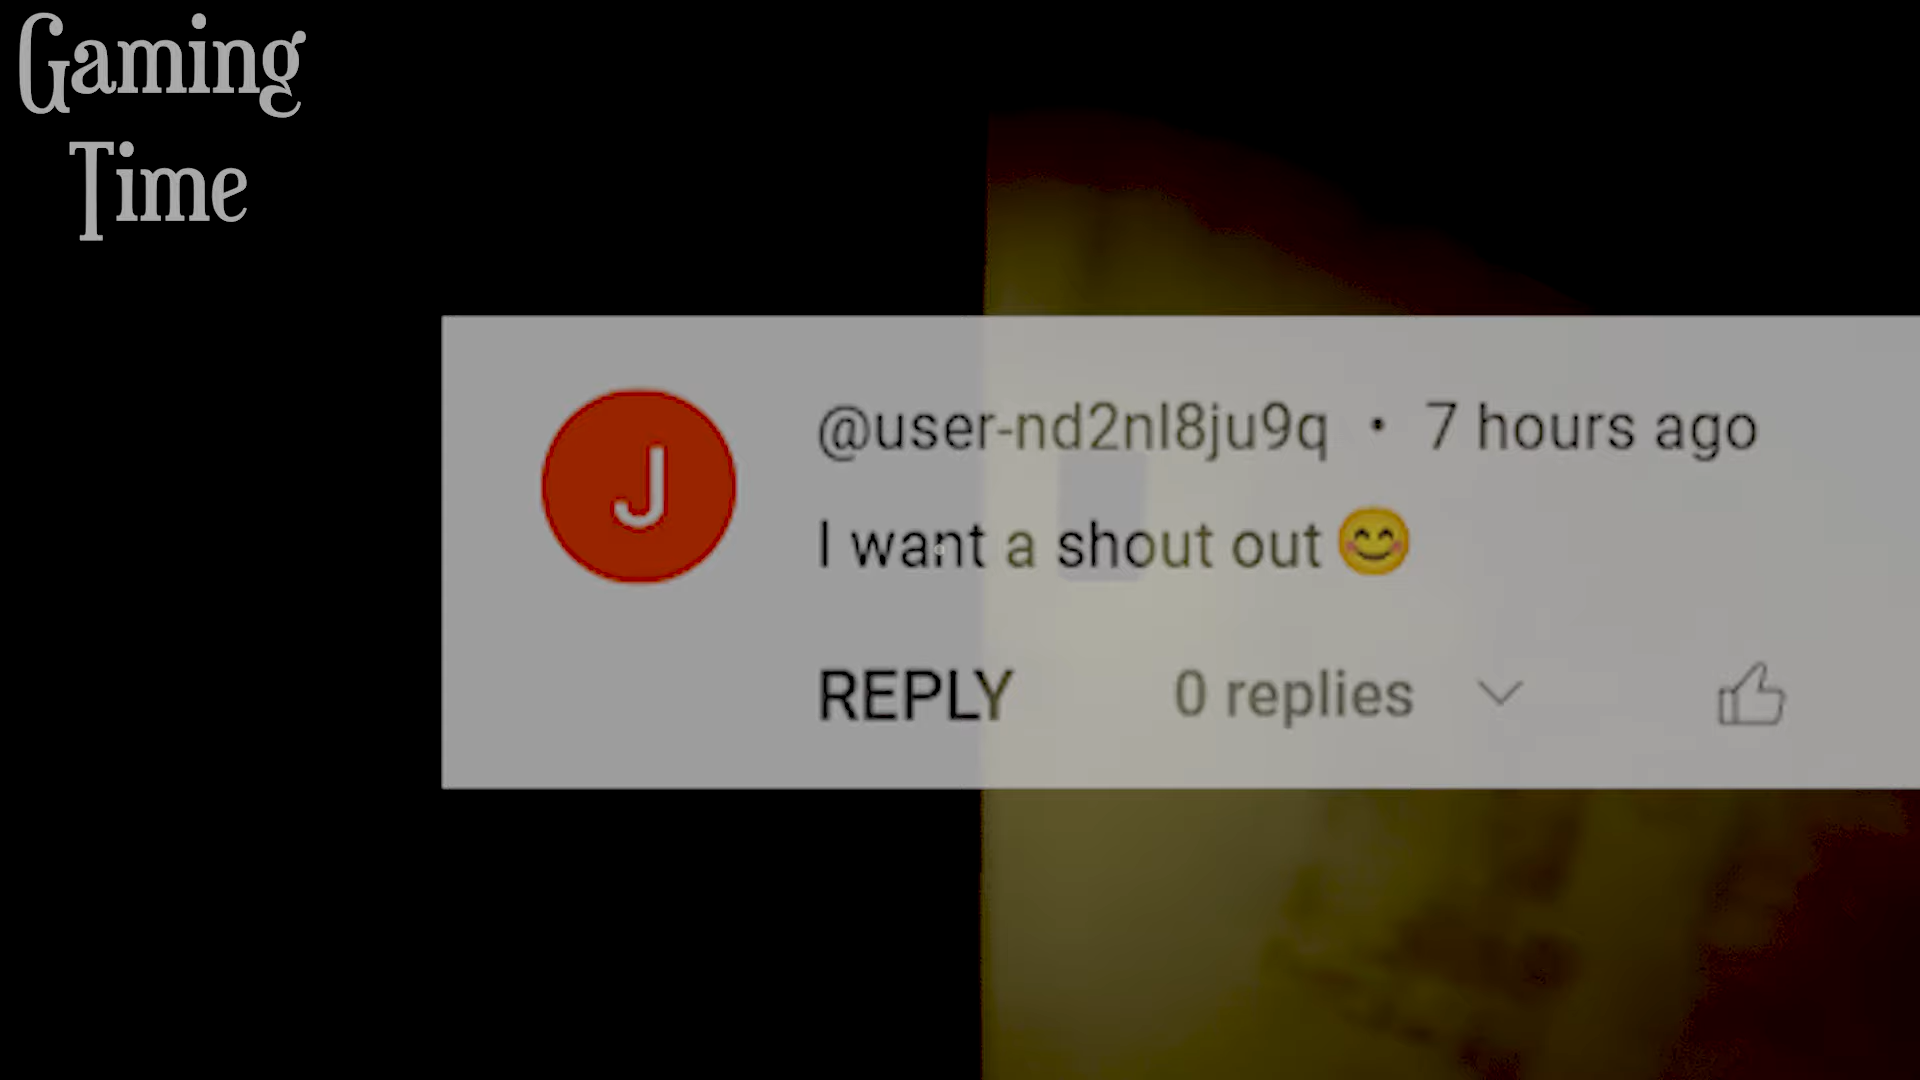 Gaming
Time
@user-nd2nl8ju9q • 7 hours ago
J
I want a shout out 😊
REPLY 0 replies